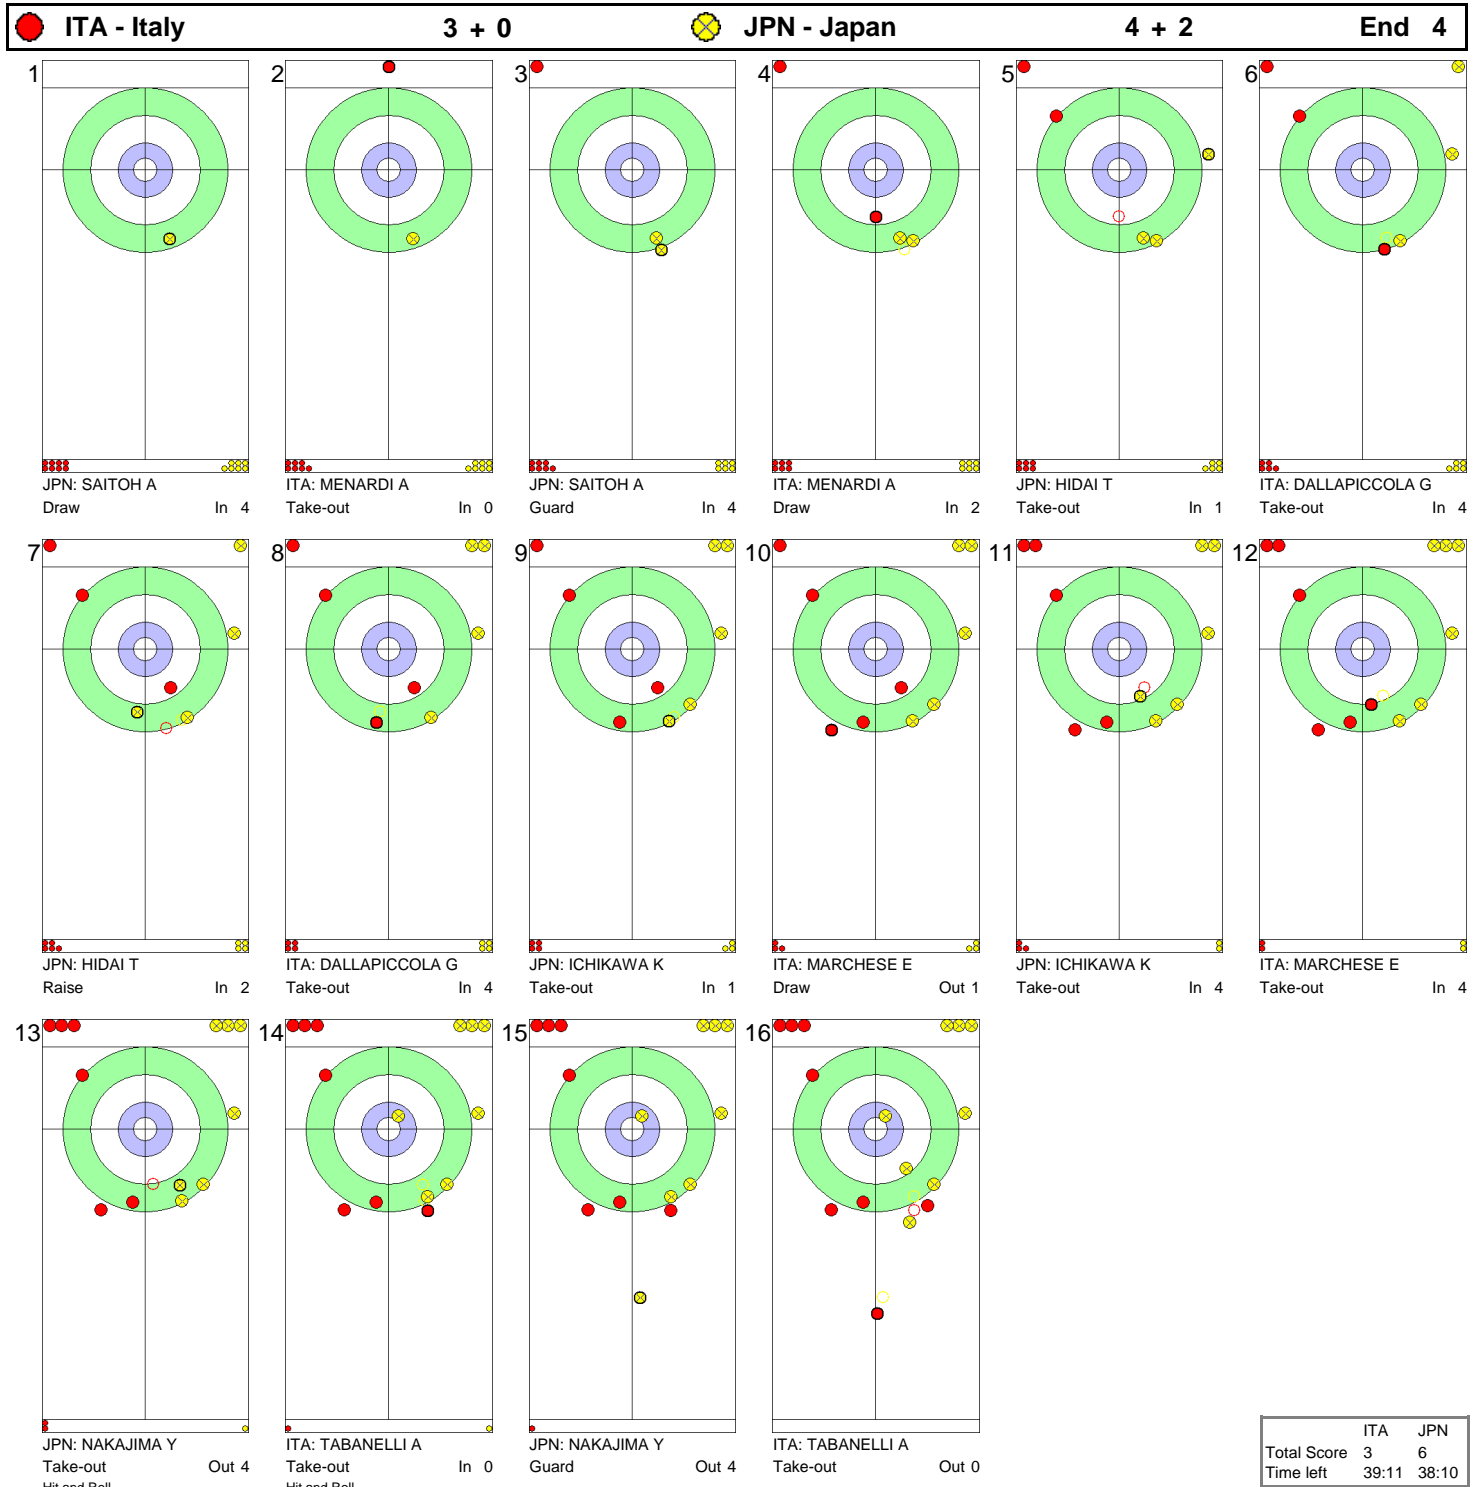 ITA - Italy 3 + 0 JPN - Japan 4 + 2 End 4
1 2 3 4 5 6
JPN: SAITOH A ITA: MENARDI A JPN: SAITOH A ITA: MENARDI A JPN: HIDAI T ITA: DALLAPICCOLA G
Draw In 4 Take-out In 0 Guard In 4 Draw In 2 Take-out In 1 Take-out In 4
7 8 9 10 11 12
JPN: HIDAI T ITA: DALLAPICCOLA G JPN: ICHIKAWA K ITA: MARCHESE E JPN: ICHIKAWA K ITA: MARCHESE E
Raise In 2 Take-out In 4 Take-out In 1 Draw Out 1 Take-out In 4 Take-out In 4
13 14 15 16
JPN: NAKAJIMA Y ITA: TABANELLI A JPN: NAKAJIMA Y ITA: TABANELLI A
Take-out Out 4 Take-out In 0 Guard Out 4 Take-out Out 0
Hit and Roll Hit and Roll
ITA JPN
Total Score 3 6
Time left 39:11 38:10